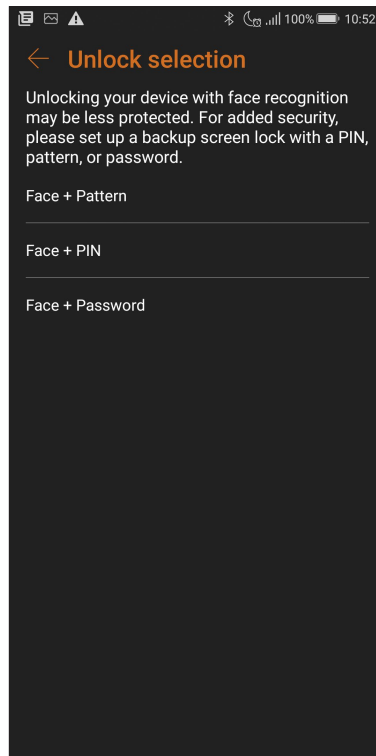 100% 10:52
Unlock selection
Unlocking your device with face recognition
may be less protected. For added security,
please set up a backup screen lock with a PIN,
pattern, or password.
Face + Pattern
Face + PIN
Face + Password